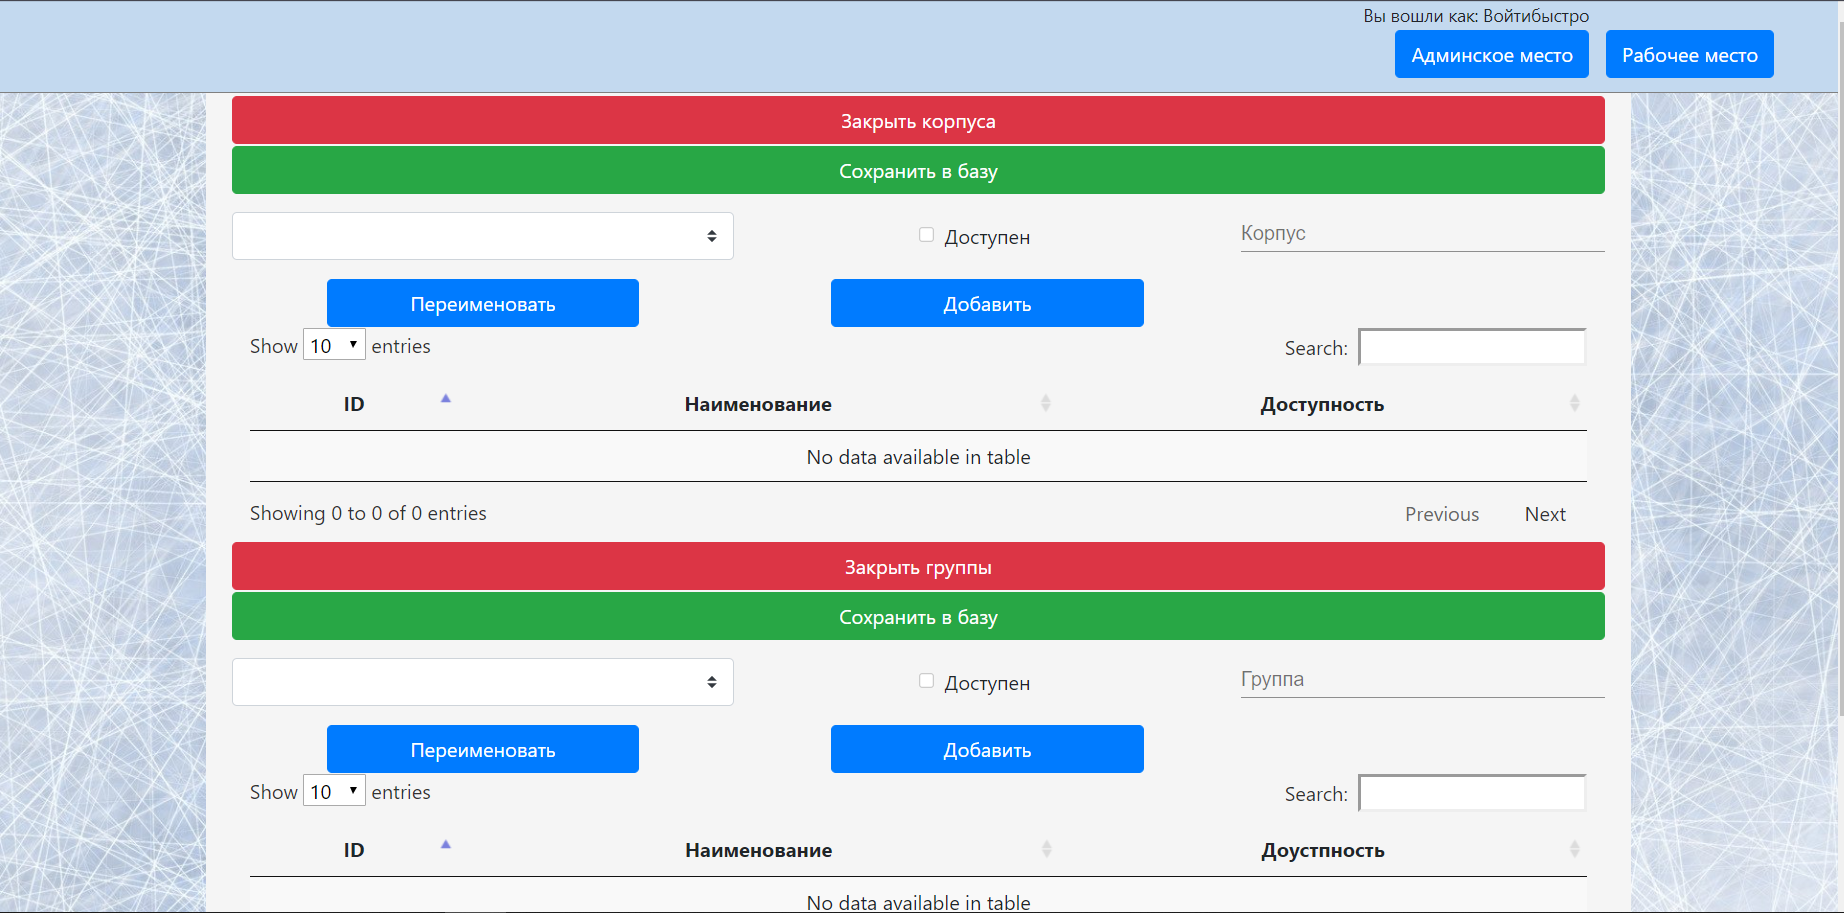 Вы вошли как: Войтибыстро
Админское место Рабочее место
Закрыть корпуса
Сохранить в базу
Доступен Корпус
Переименовать Добавить
Show 10 entries Search:
ID Наименование Доступность
No data available in table
Showing 0 to 0 of 0 entries Previous Next
Закрыть группы
Сохранить в базу
Доступен Группа
Переименовать Добавить
Show 10 entries Search:
ID Наименование Доустпность
No data available in table